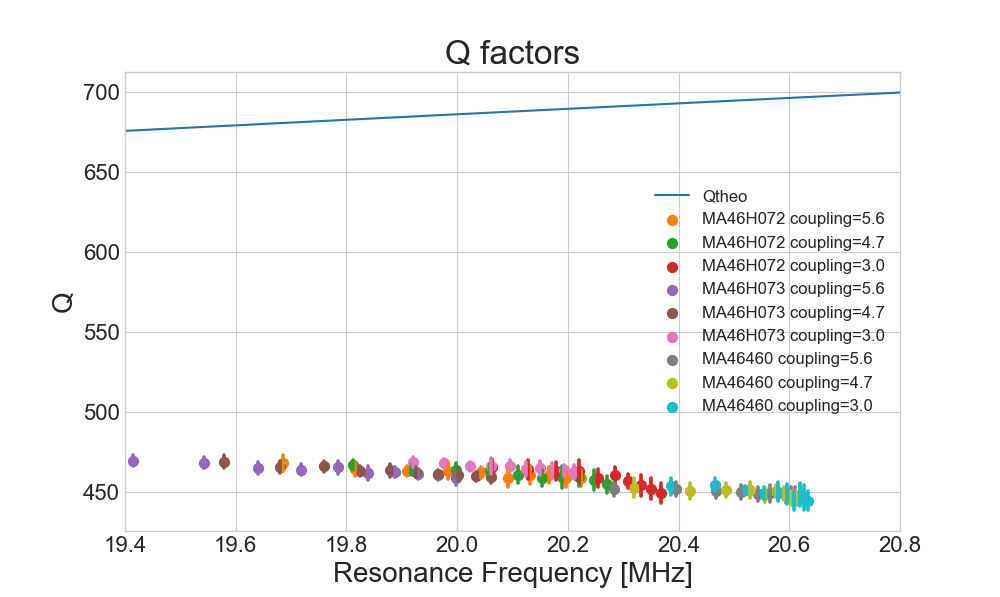 Q factors
700
650
600
550
500
450
Q
Qtheo
MA46H072 coupling=5.6
MA46H072 coupling=4.7
MA46H072 coupling=3.0
MA46H073 coupling=5.6
MA46H073 coupling=4.7
MA46H073 coupling=3.0
MA46460 coupling=5.6
MA46460 coupling=4.7
MA46460 coupling=3.0
19.4 19.6 19.8 20.0 20.2 20.4 20.6 20.8
Resonance Frequency [MHz]